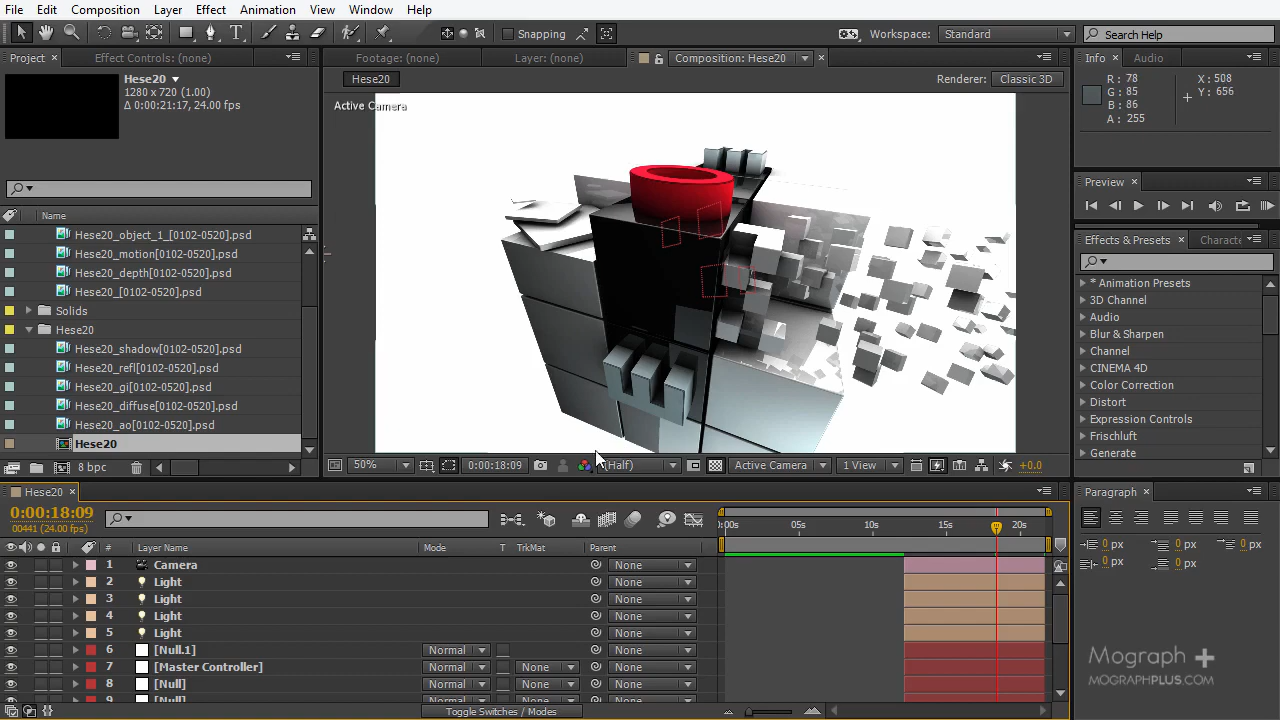 File Edit Composition Layer Effect Animation View Window Help
Snapping
Workspace: Standard
Search Help
Project
Effect Controls: (none)
Footage: (none)
Layer: (none)
Composition: Hese20
Info
Audio
Hese20
1280 x 720 (1.00)
Δ 0:00:21:17, 24.00 fps
Hese20
Renderer: Classic 3D
R : 78
G : 85
B : 86
A : 255
X : 508
Y : 656
Active Camera
Preview
Name
Hese20_object_1_[0102-0520].psd
Hese20_motion[0102-0520].psd
Hese20_depth[0102-0520].psd
Hese20_[0102-0520].psd
Solids
Hese20
Hese20_shadow[0102-0520].psd
Hese20_refl[0102-0520].psd
Hese20_gi[0102-0520].psd
Hese20_diffuse[0102-0520].psd
Hese20_ao[0102-0520].psd
Hese20
8 bpc
Effects & Presets
Characte
* Animation Presets
3D Channel
Audio
Blur & Sharpen
Channel
CINEMA 4D
Color Correction
Distort
Expression Controls
Frischluft
Generate
50%
0:00:18:09
(Half)
Active Camera
1 View
+0.0
Hese20
0:00:18:09
00441 (24.00 fps)
:00s 05s 10s 15s 20s
# Layer Name Mode T TrkMat Parent
1 Camera None
2 Light None
3 Light None
4 Light None
5 Light None
6 [Null.1] Normal None
7 [Master Controller] Normal None None
8 [Null] Normal None None
9 [Null] Normal None None
Toggle Switches / Modes
Paragraph
0 px 0 px 0 px
0 px 0 px
Mograph +
MOGRAPHPLUS.COM